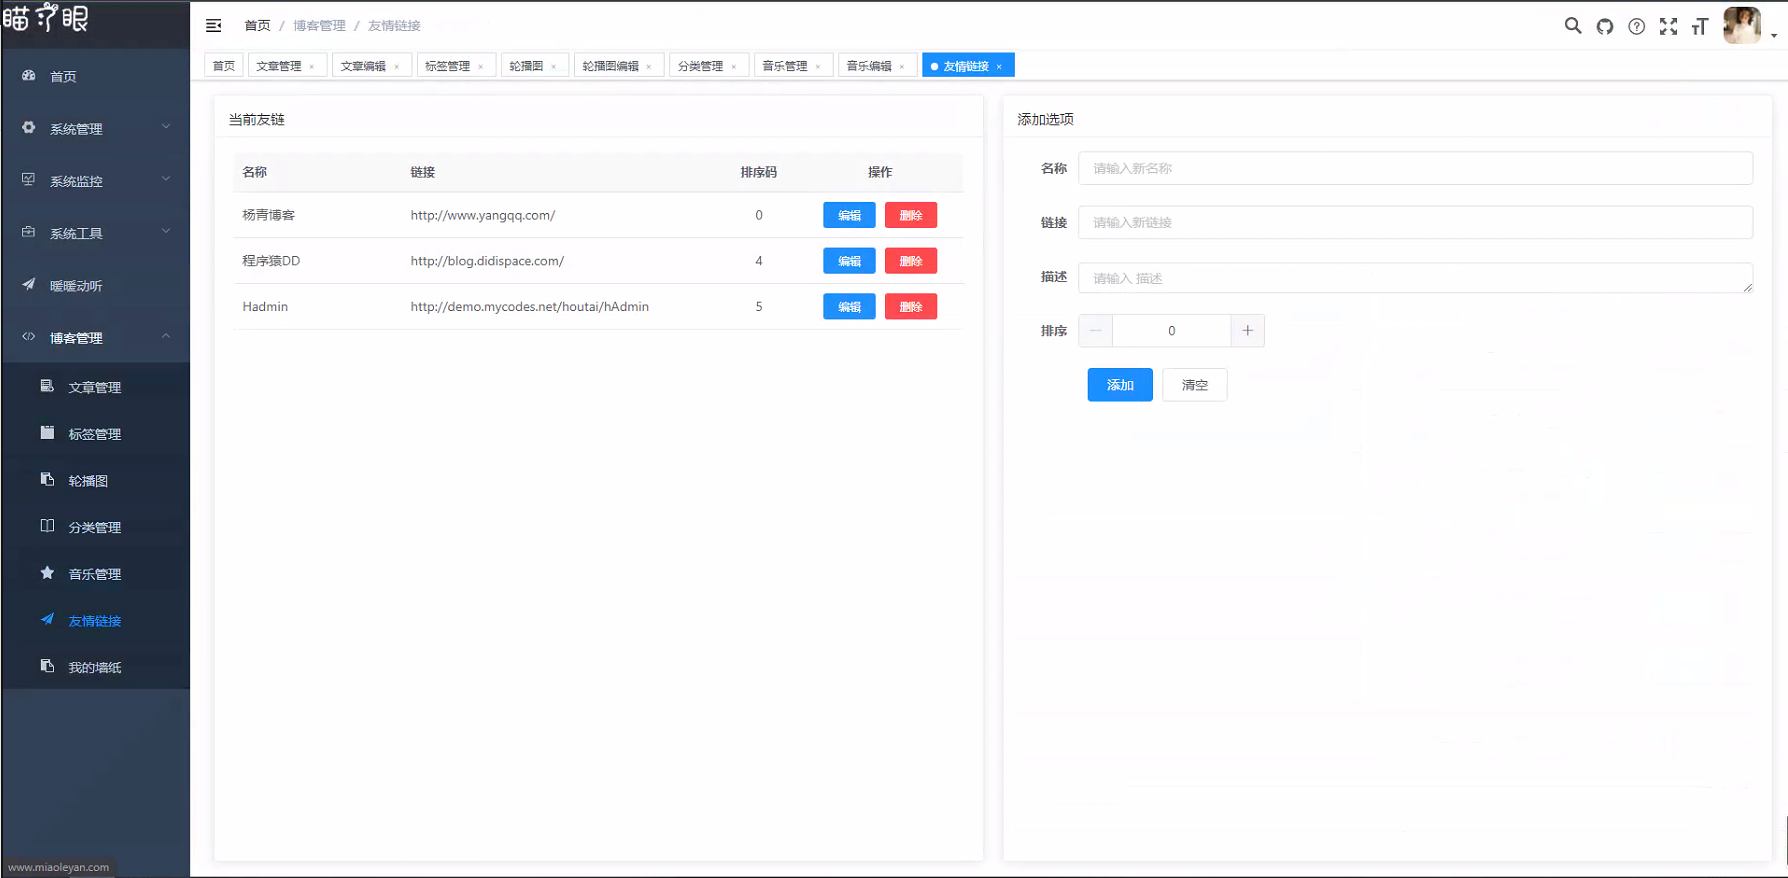 瞄了眼
首页 / 博客管理 / 友情链接
首页 文章管理 × 文章编辑 × 标签管理 × 轮播图 × 轮播图编辑 × 分类管理 × 音乐管理 × 音乐编辑 × 友情链接 ×
首页
系统管理
系统监控
系统工具
暖暖动听
博客管理
文章管理
标签管理
轮播图
分类管理
音乐管理
友情链接
我的墙纸
当前友链
名称 链接 排序码 操作
杨青博客 http://www.yangqq.com/ 0 编辑 删除
程序猿DD http://blog.didispace.com/ 4 编辑 删除
Hadmin http://demo.mycodes.net/houtai/hAdmin 5 编辑 删除
添加选项
名称 请输入新名称
链接 请输入新链接
描述 请输入 描述
排序 − 0 +
添加 清空
www.miaoleyan.com